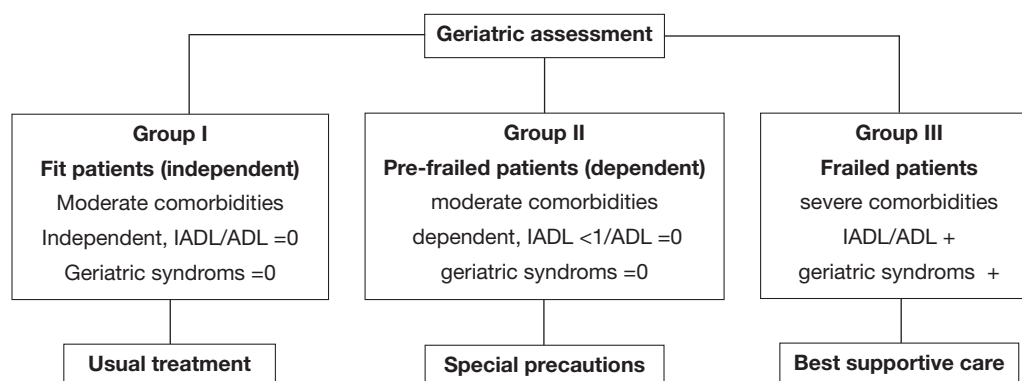 Geriatric assessment
Group I
Fit patients (independent)
Moderate comorbidities
Independent, IADL/ADL =0
Geriatric syndroms =0
Usual treatment
Group II
Pre-frailed patients (dependent)
moderate comorbidities
dependent, IADL <1/ADL =0
geriatric syndroms =0
Special precautions
Group III
Frailed patients
severe comorbidities
IADL/ADL +
geriatric syndroms +
Best supportive care